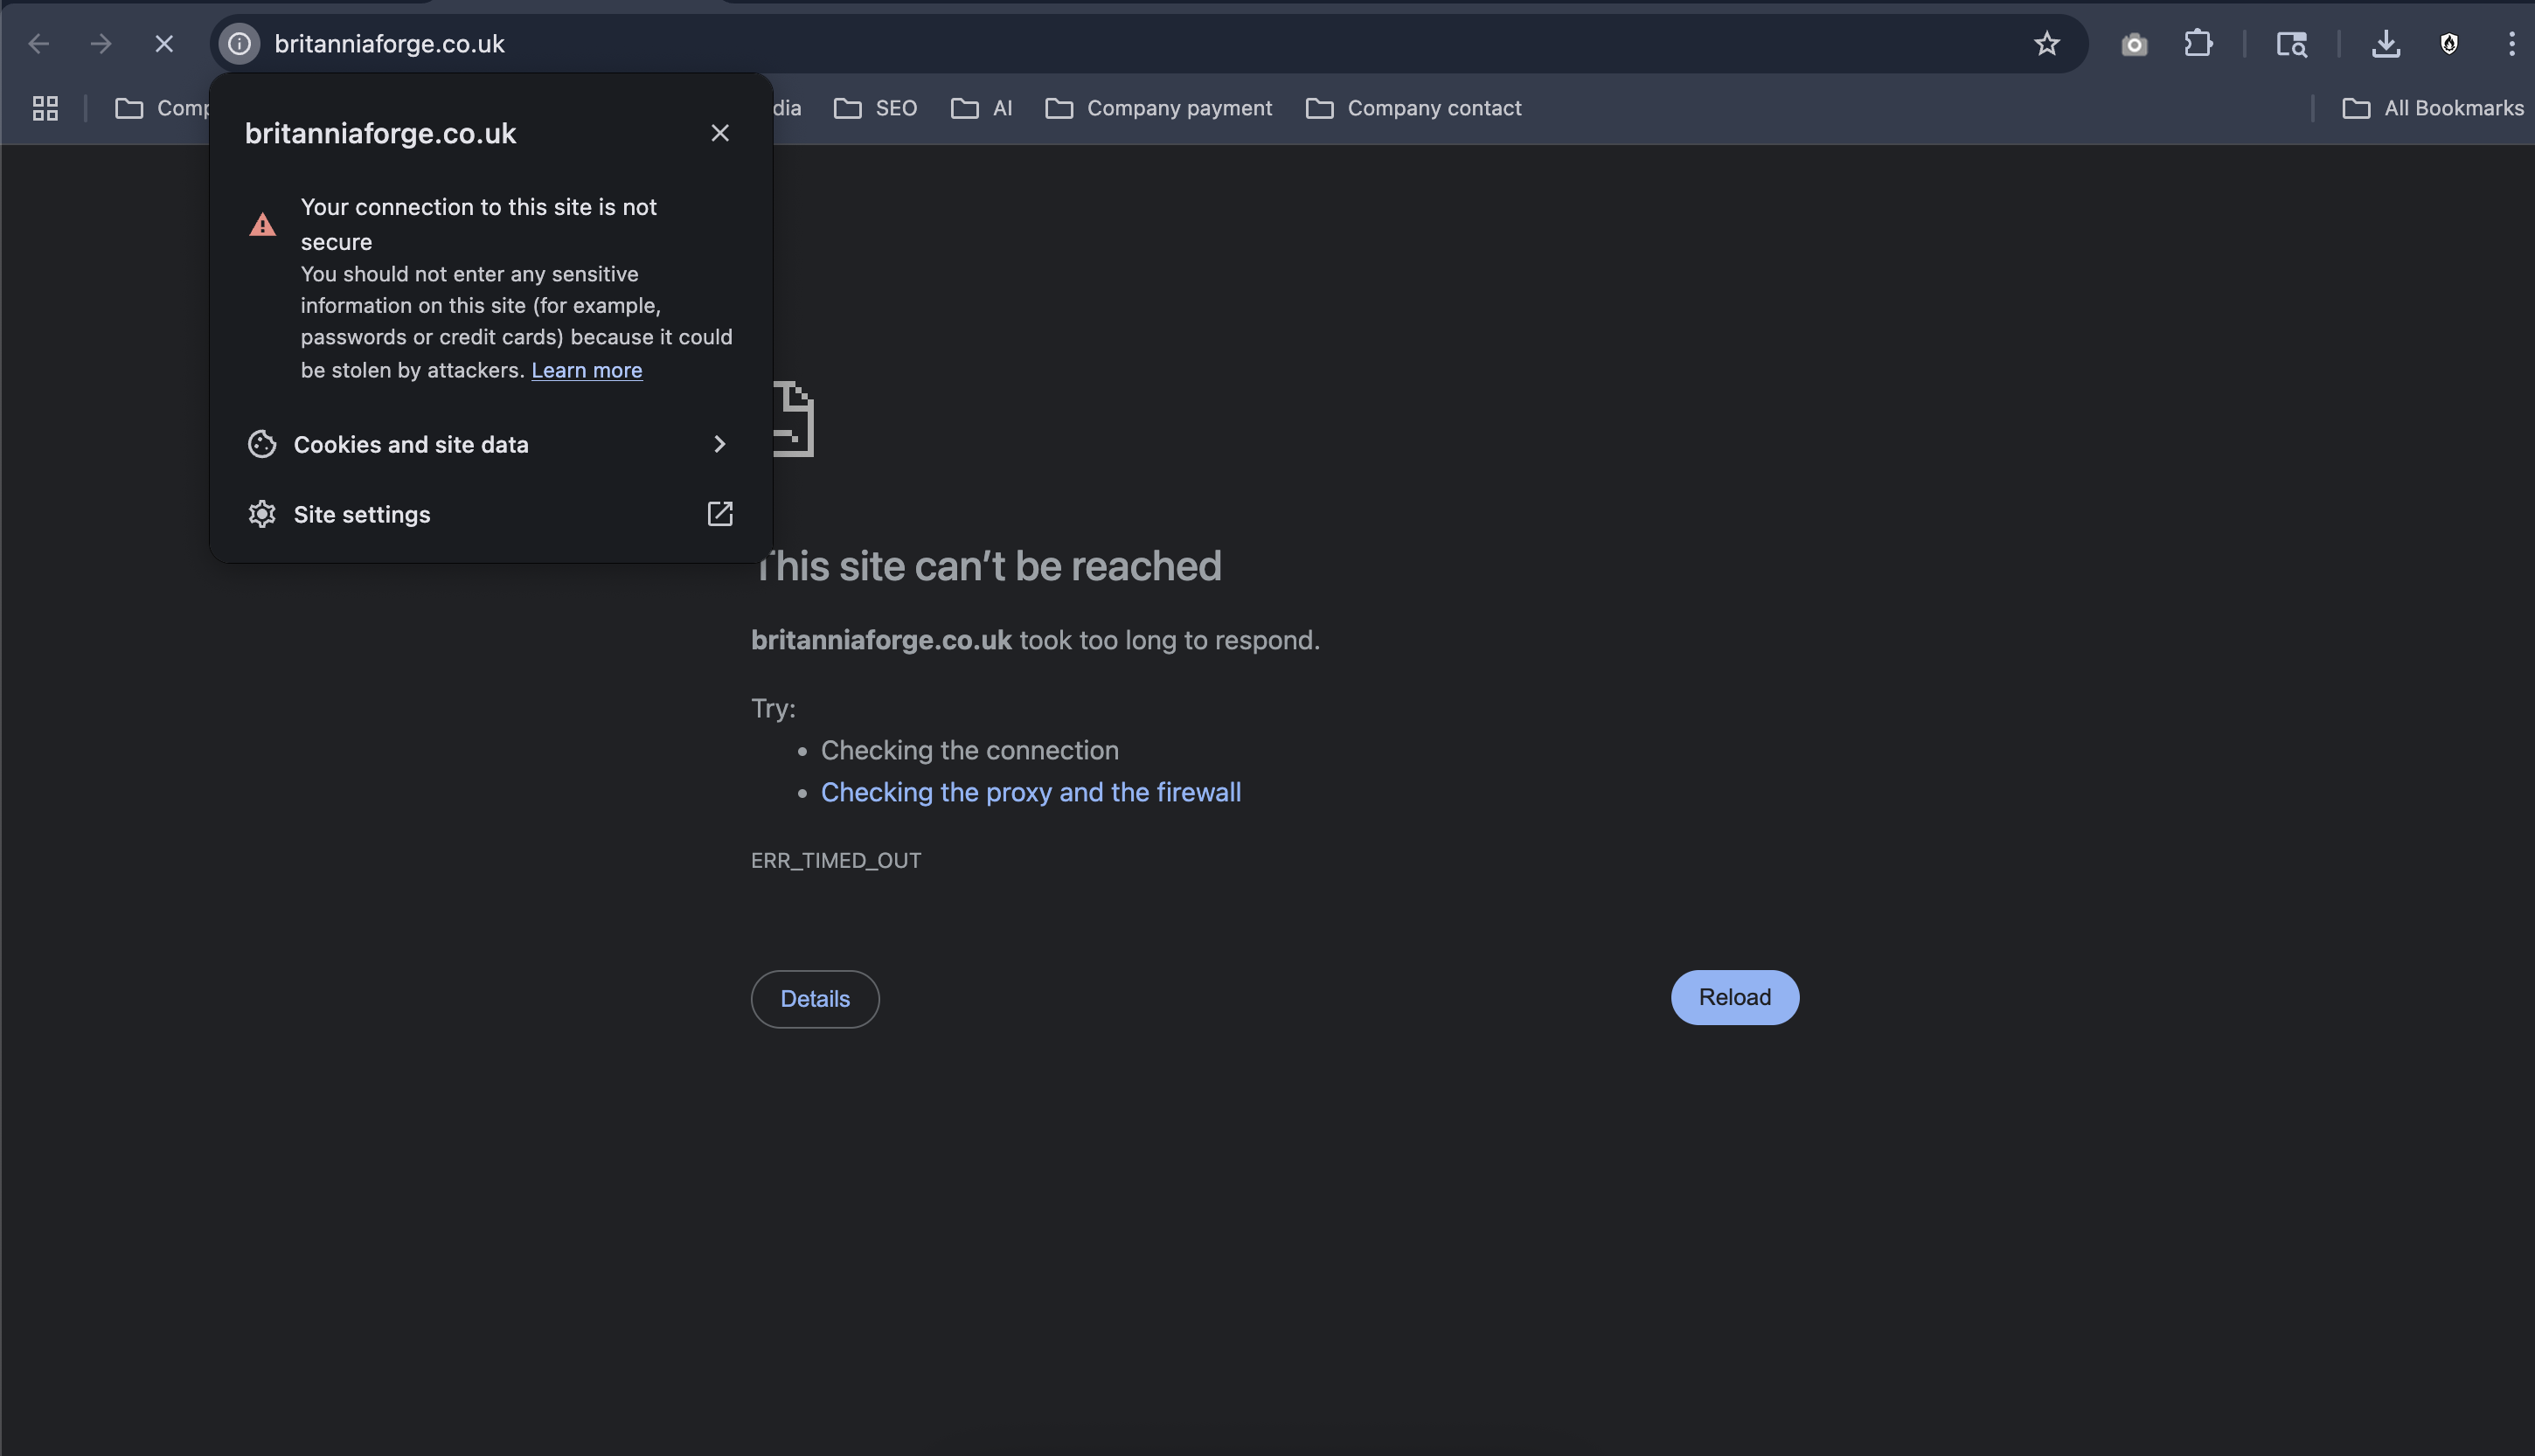 britanniaforge.co.uk
SEO
AI
Company payment
Company contact
All Bookmarks
britanniaforge.co.uk
Your connection to this site is not
secure
You should not enter any sensitive
information on this site (for example,
passwords or credit cards) because it could
be stolen by attackers. Learn more
Cookies and site data
Site settings
This site can’t be reached
britanniaforge.co.uk took too long to respond.
Try:
• Checking the connection
• Checking the proxy and the firewall
ERR_TIMED_OUT
Details
Reload